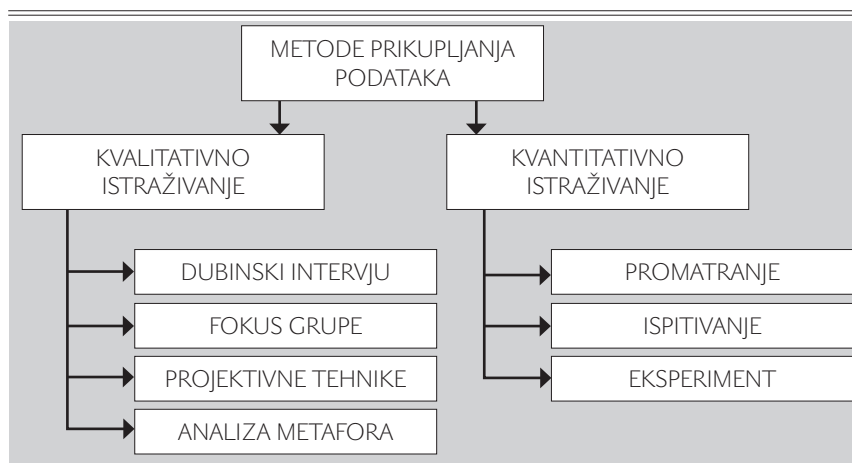 METODE PRIKUPLJANJA
PODATAKA
KVALITATIVNO
ISTRAŽIVANJE
KVANTITATIVNO
ISTRAŽIVANJE
DUBINSKI INTERVJU
FOKUS GRUPE
PROJEKTIVNE TEHNIKE
ANALIZA METAFORA
PROMATRANJE
ISPITIVANJE
EKSPERIMENT